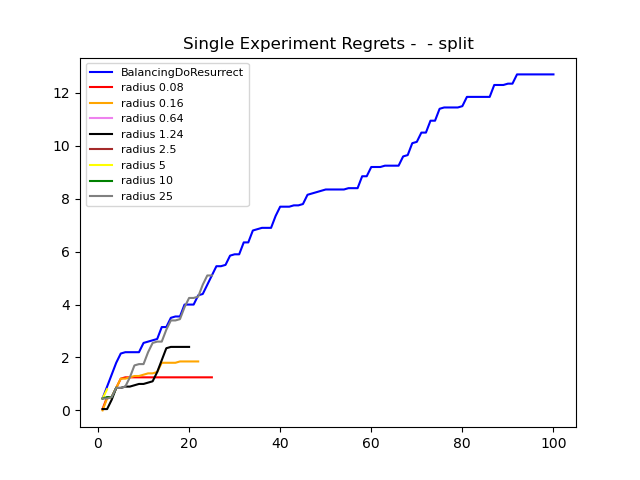 Single Experiment Regrets -  - split
BalancingDoResurrect
radius 0.08
radius 0.16
radius 0.64
radius 1.24
radius 2.5
radius 5
radius 10
radius 25
12
10
8
6
4
2
0
0 20 40 60 80 100